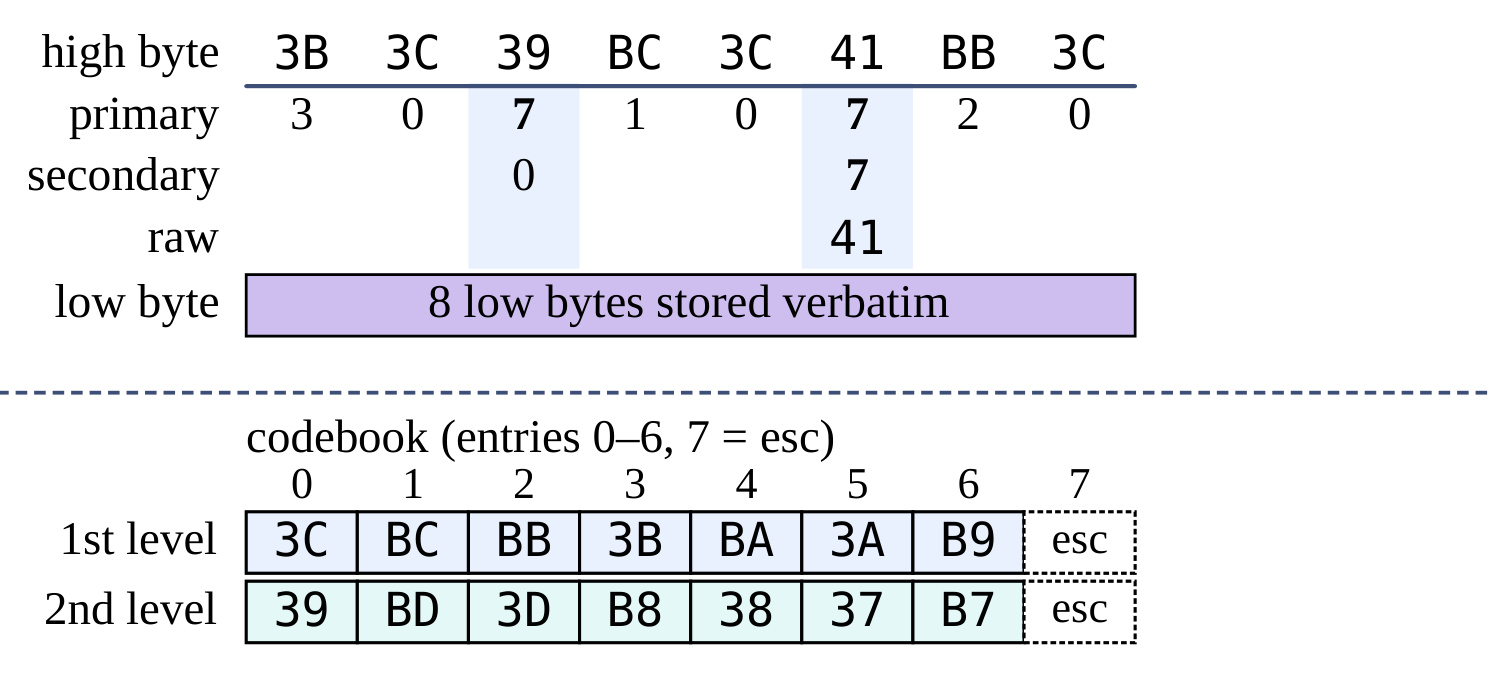 high byte 3B 3C 39 BC 3C 41 BB 3C
primary 3 0 7 1 0 7 2 0
secondary 0 7
raw 41
low byte 8 low bytes stored verbatim
codebook (entries 0–6, 7 = esc)
0 1 2 3 4 5 6 7
1st level 3C BC BB 3B BA 3A B9 esc
2nd level 39 BD 3D B8 38 37 B7 esc